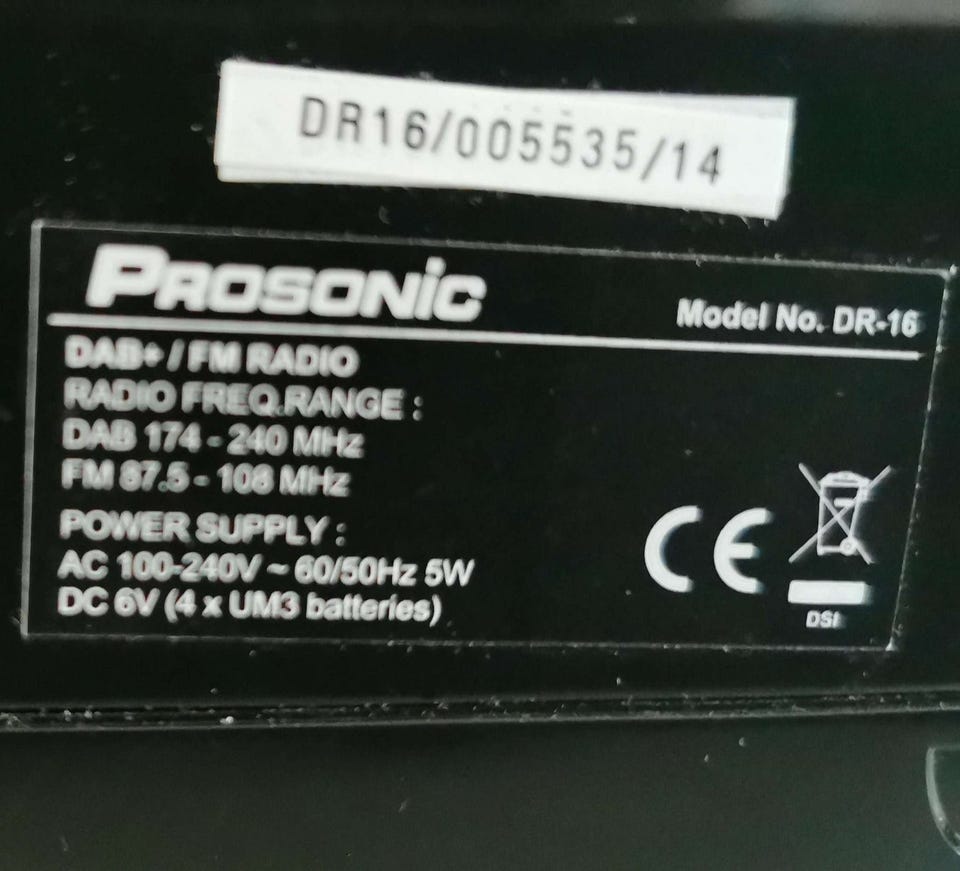 DR16/005535/14
PROSONIC
Model No. DR-16
DAB+ / FM RADIO
RADIO FREQ.RANGE :
DAB 174 - 240 MHz
FM 87.5 - 108 MHz
POWER SUPPLY :
AC 100-240V ~ 60/50Hz 5W
DC 6V (4 x UM3 batteries)
CE
DSI